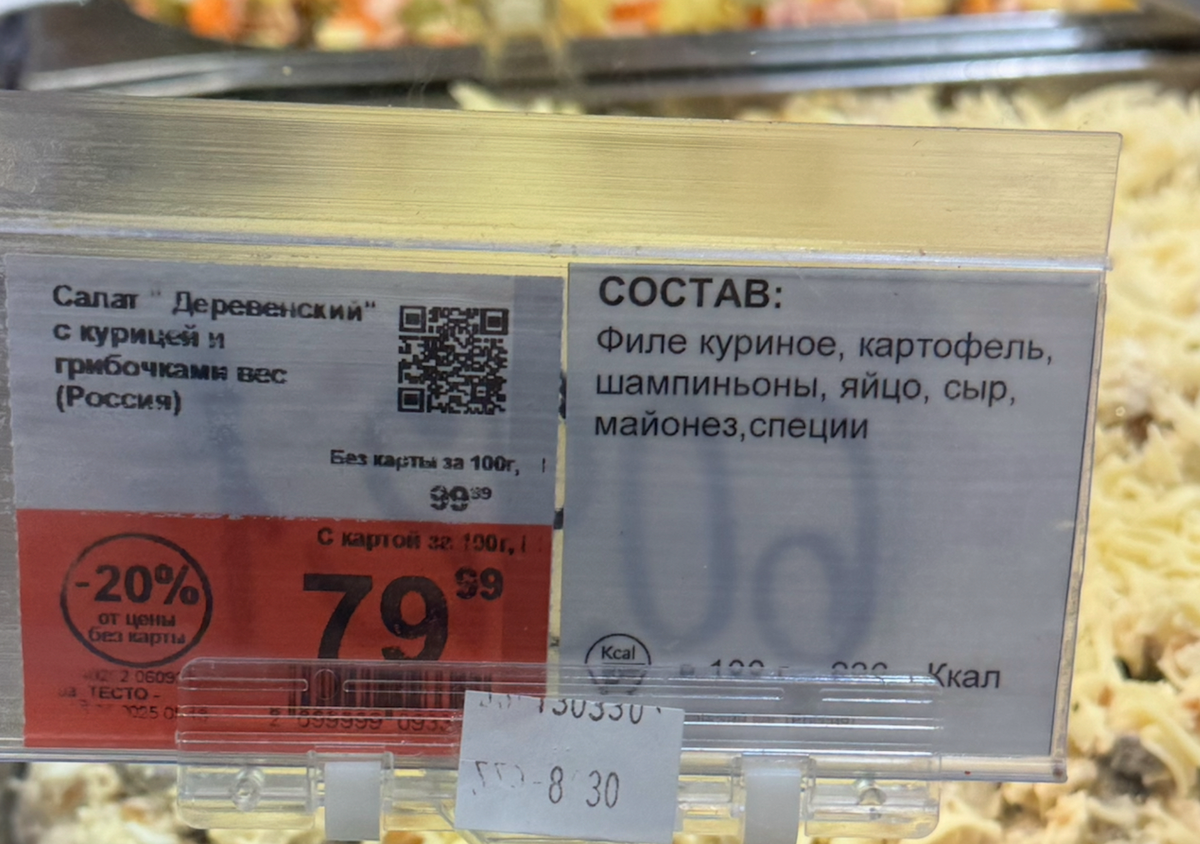 Салат " Деревенский"
с курицей и
грибочками вес
(Россия)
Без карты за 100г,
99 99
С картой за 100г,
79 99
-20%
от цены
без карты
ТЕСТО -
СОСТАВ:
Филе куриное, картофель,
шампиньоны, яйцо, сыр,
майонез,специи
Kcal
Ккал